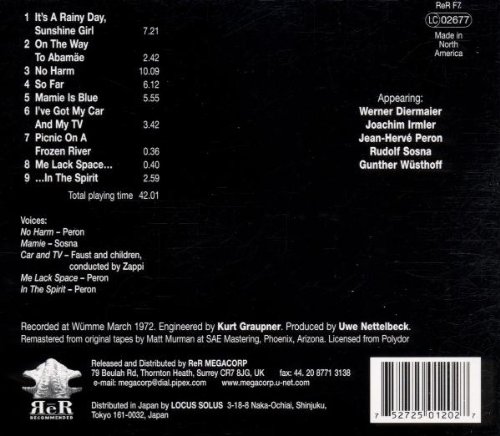 ReR F7
LC 02677
Made in
North
America
1 It's A Rainy Day,
Sunshine Girl 7.21
2 On The Way
To Abamäe 2.42
3 No Harm 10.09
4 So Far 6.12
5 Mamie Is Blue 5.55
6 I've Got My Car
And My TV 3.42
7 Picnic On A
Frozen River 0.36
8 Me Lack Space... 0.40
9 ...In The Spirit 2.59
Total playing time 42.01
Appearing:
Werner Diermaier
Joachim Irmler
Jean-Hervé Peron
Rudolf Sosna
Gunther Wüsthoff
Voices:
No Harm – Peron
Mamie – Sosna
Car and TV – Faust and children,
conducted by Zappi
Me Lack Space – Peron
In The Spirit – Peron
Recorded at Wümme March 1972. Engineered by Kurt Graupner. Produced by Uwe Nettelbeck.
Remastered from original tapes by Matt Murman at SAE Mastering, Phoenix, Arizona. Licensed from Polydor
Released and Distributed by ReR MEGACORP
79 Beulah Rd, Thornton Heath, Surrey CR7 8JG, UK fax: 44. 20 8771 3138
e-mail: megacorp@dial.pipex.com www.megacorp.u-net.com
Distributed in Japan by LOCUS SOLUS 3-18-8 Naka-Ochiai, Shinjuku,
Tokyo 161-0032, Japan
ReR
RECOMMENDED
7 52725 01202 7